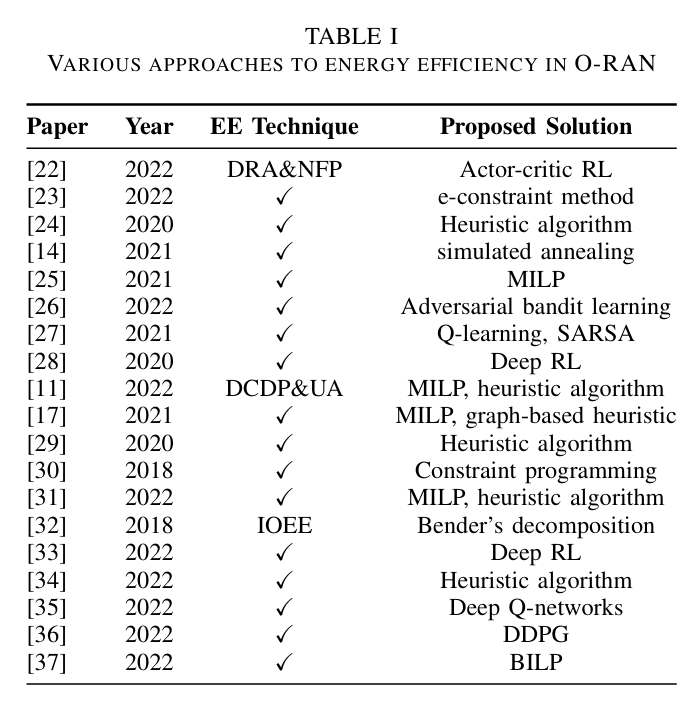 TABLE I
VARIOUS APPROACHES TO ENERGY EFFICIENCY IN O-RAN
Paper Year EE Technique Proposed Solution
[22] 2022 DRA&NFP Actor-critic RL
[23] 2022 ✓ e-constraint method
[24] 2020 ✓ Heuristic algorithm
[14] 2021 ✓ simulated annealing
[25] 2021 ✓ MILP
[26] 2022 ✓ Adversarial bandit learning
[27] 2021 ✓ Q-learning, SARSA
[28] 2020 ✓ Deep RL
[11] 2022 DCDP&UA MILP, heuristic algorithm
[17] 2021 ✓ MILP, graph-based heuristic
[29] 2020 ✓ Heuristic algorithm
[30] 2018 ✓ Constraint programming
[31] 2022 ✓ MILP, heuristic algorithm
[32] 2018 IOEE Bender's decomposition
[33] 2022 ✓ Deep RL
[34] 2022 ✓ Heuristic algorithm
[35] 2022 ✓ Deep Q-networks
[36] 2022 ✓ DDPG
[37] 2022 ✓ BILP